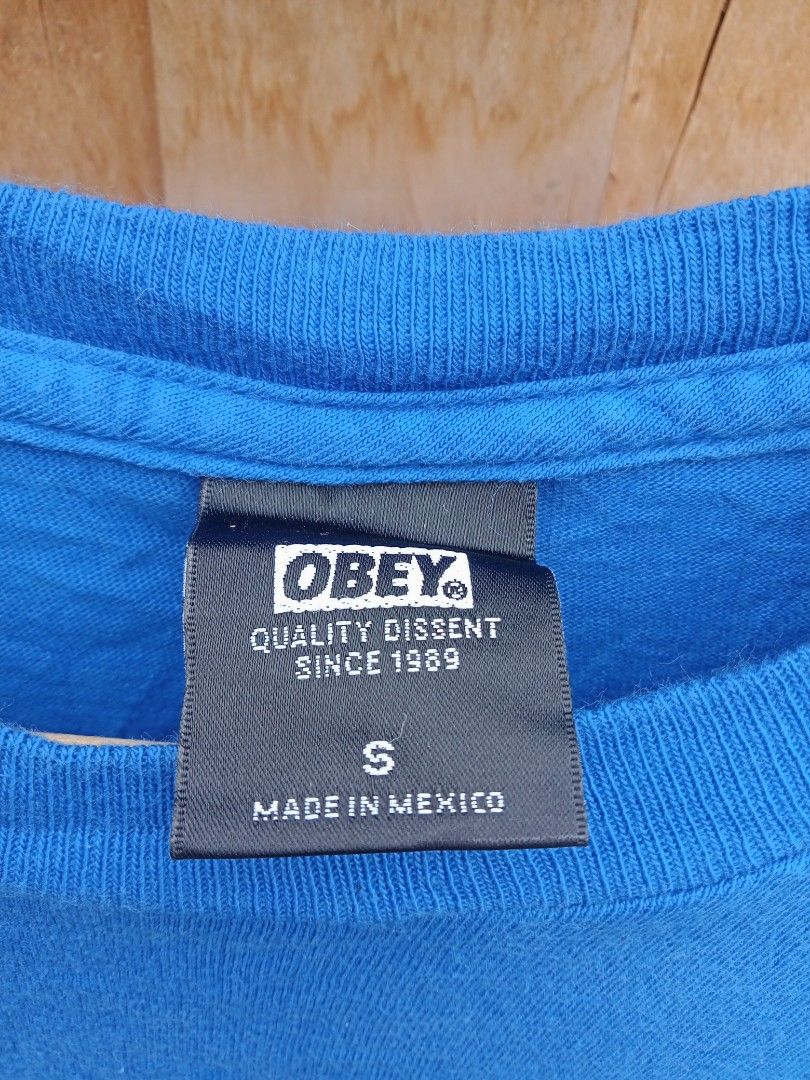 OBEY®
QUALITY DISSENT
SINCE 1989
S
MADE IN MEXICO